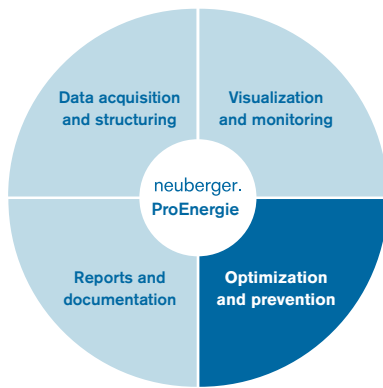 Data acquisition
and structuring
Visualization
and monitoring
neuberger.
ProEnergie
Reports and
documentation
Optimization
and prevention